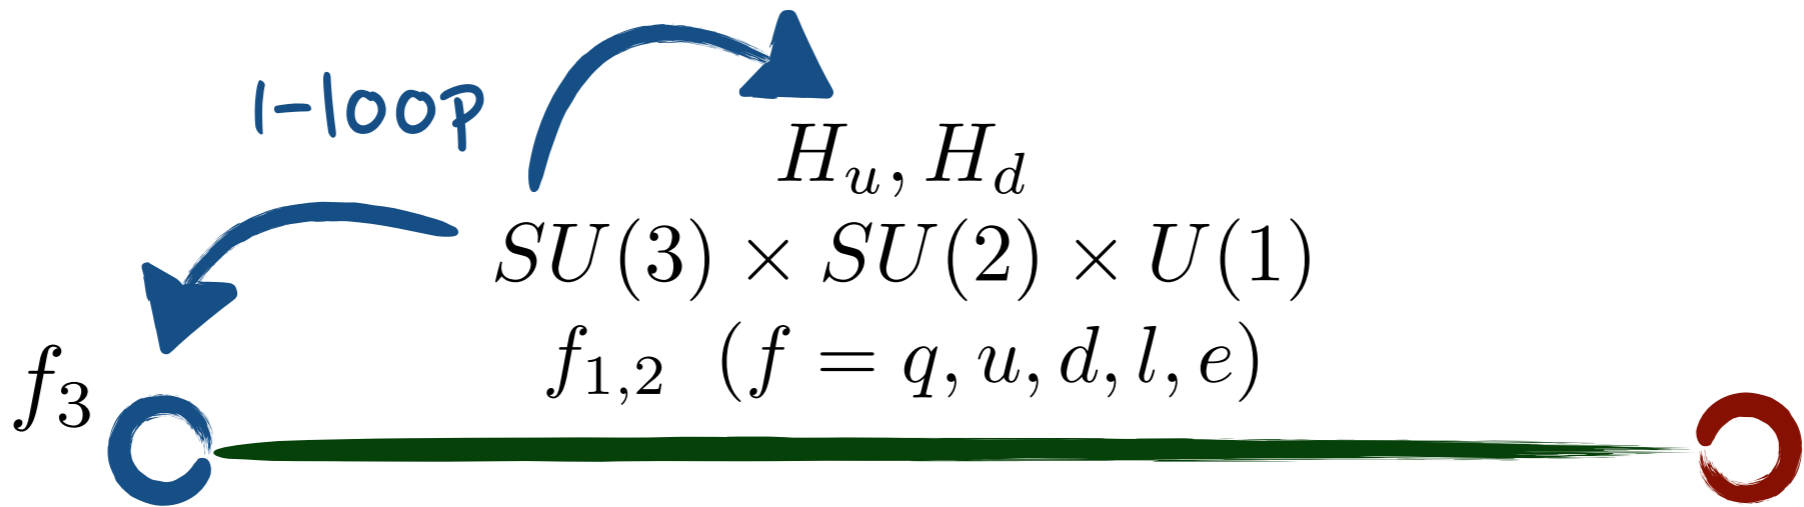 1-loop
H_u, H_d
SU(3) × SU(2) × U(1)
f_{1,2} (f = q, u, d, l, e)
f_3